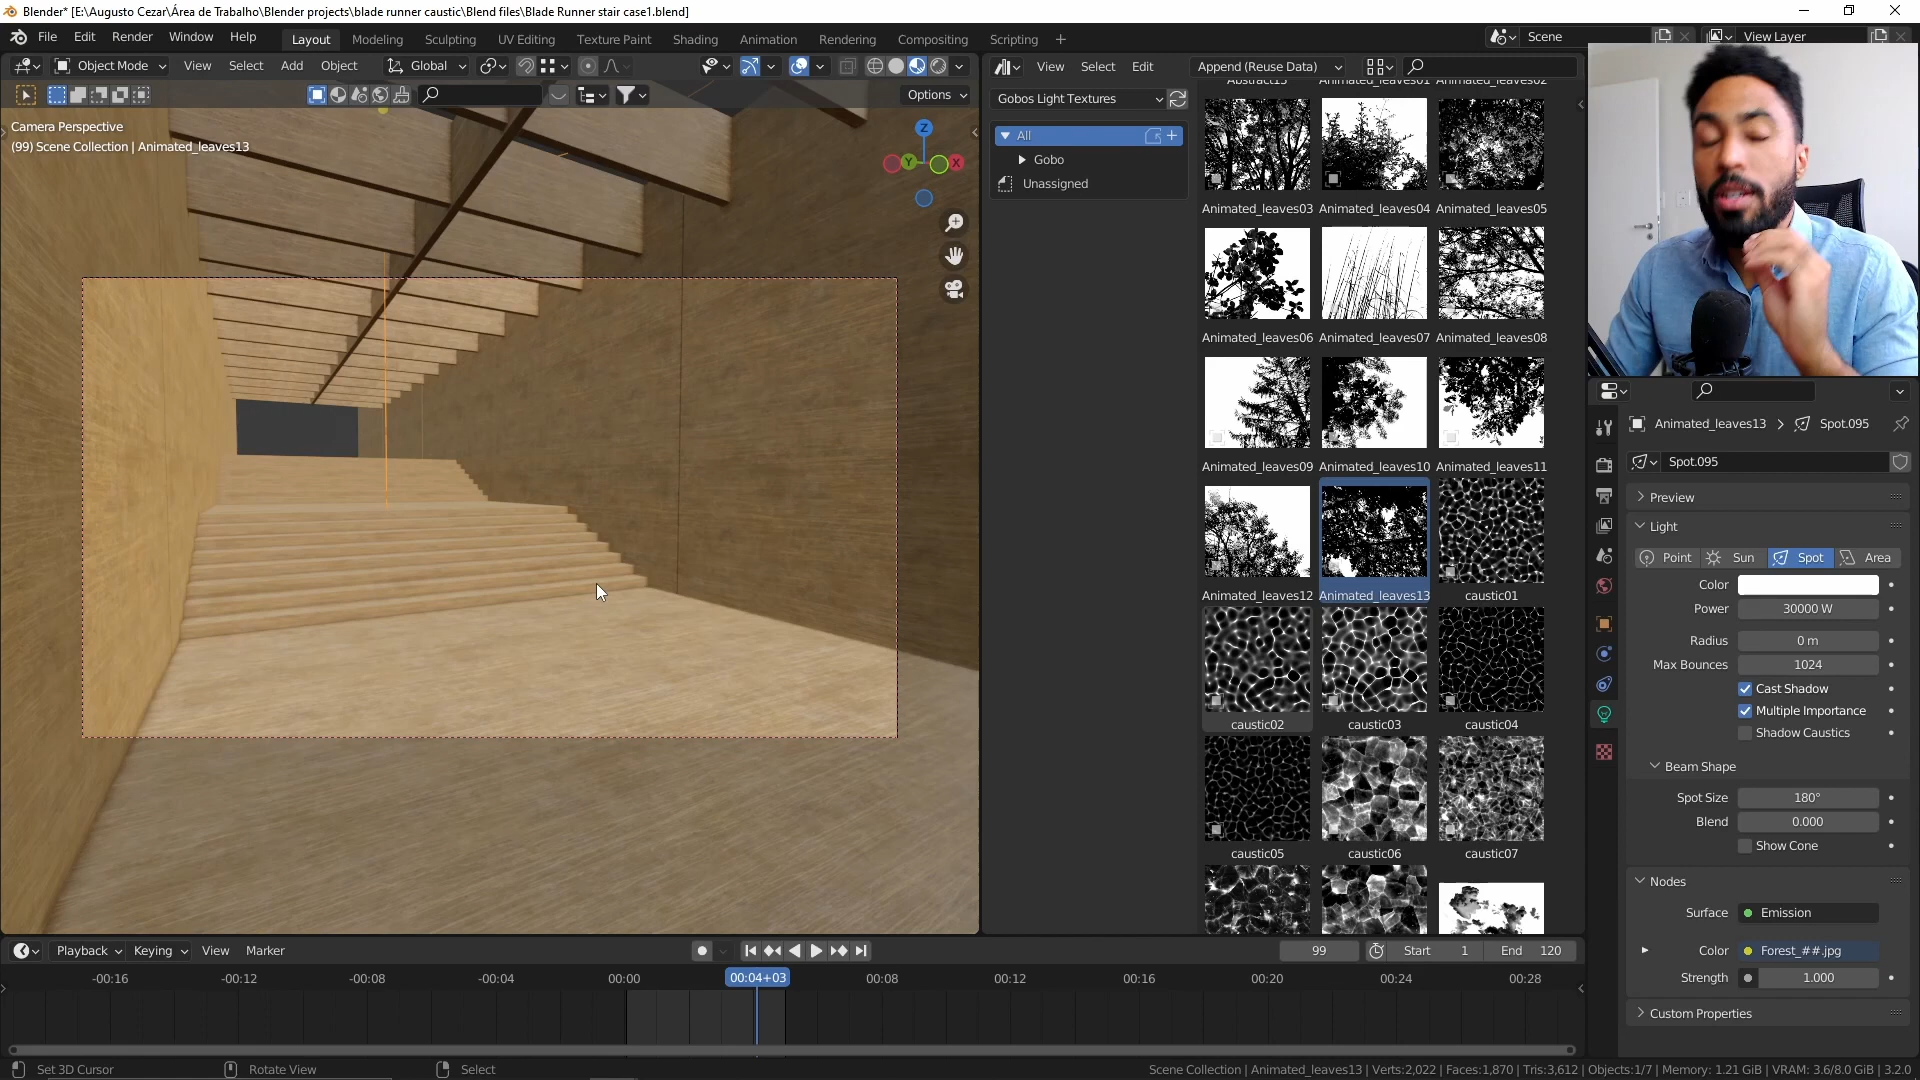 Blender* [E:\Augusto Cezar\Área de Trabalho\Blender projects\blade runner caustic\Blend files\Blade Runner stair case1.blend]
File Edit Render Window Help Layout Modeling Sculpting UV Editing Texture Paint Shading Animation Rendering Compositing Scripting + Scene View Layer
Object Mode View Select Add Object Global
View Select Edit Append (Reuse Data)
Options
Gobos Light Textures
All
Gobo
Unassigned
Camera Perspective
(99) Scene Collection | Animated_leaves13
Z
Y
X
Abstract15 Animated_leaves01 Animated_leaves02
Animated_leaves03 Animated_leaves04 Animated_leaves05
Animated_leaves06 Animated_leaves07 Animated_leaves08
Animated_leaves09 Animated_leaves10 Animated_leaves11
Animated_leaves12 Animated_leaves13 caustic01
caustic02 caustic03 caustic04
caustic05 caustic06 caustic07
Animated_leaves13 > Spot.095
Spot.095
Preview
Light
Point Sun Spot Area
Color
Power 30000 W
Radius 0 m
Max Bounces 1024
Cast Shadow
Multiple Importance
Shadow Caustics
Beam Shape
Spot Size 180°
Blend 0.000
Show Cone
Nodes
Surface Emission
Color Forest_##.jpg
Strength 1.000
Custom Properties
Playback Keying View Marker 99 Start 1 End 120
-00:16 -00:12 -00:08 -00:04 00:00 00:04+03 00:08 00:12 00:16 00:20 00:24 00:28
Set 3D Cursor Rotate View Select
Scene Collection | Animated_leaves13 | Verts:2,022 | Faces:1,870 | Tris:3,612 | Objects:1/7 | Memory: 1.21 GiB | VRAM: 3.6/8.0 GiB | 3.2.0